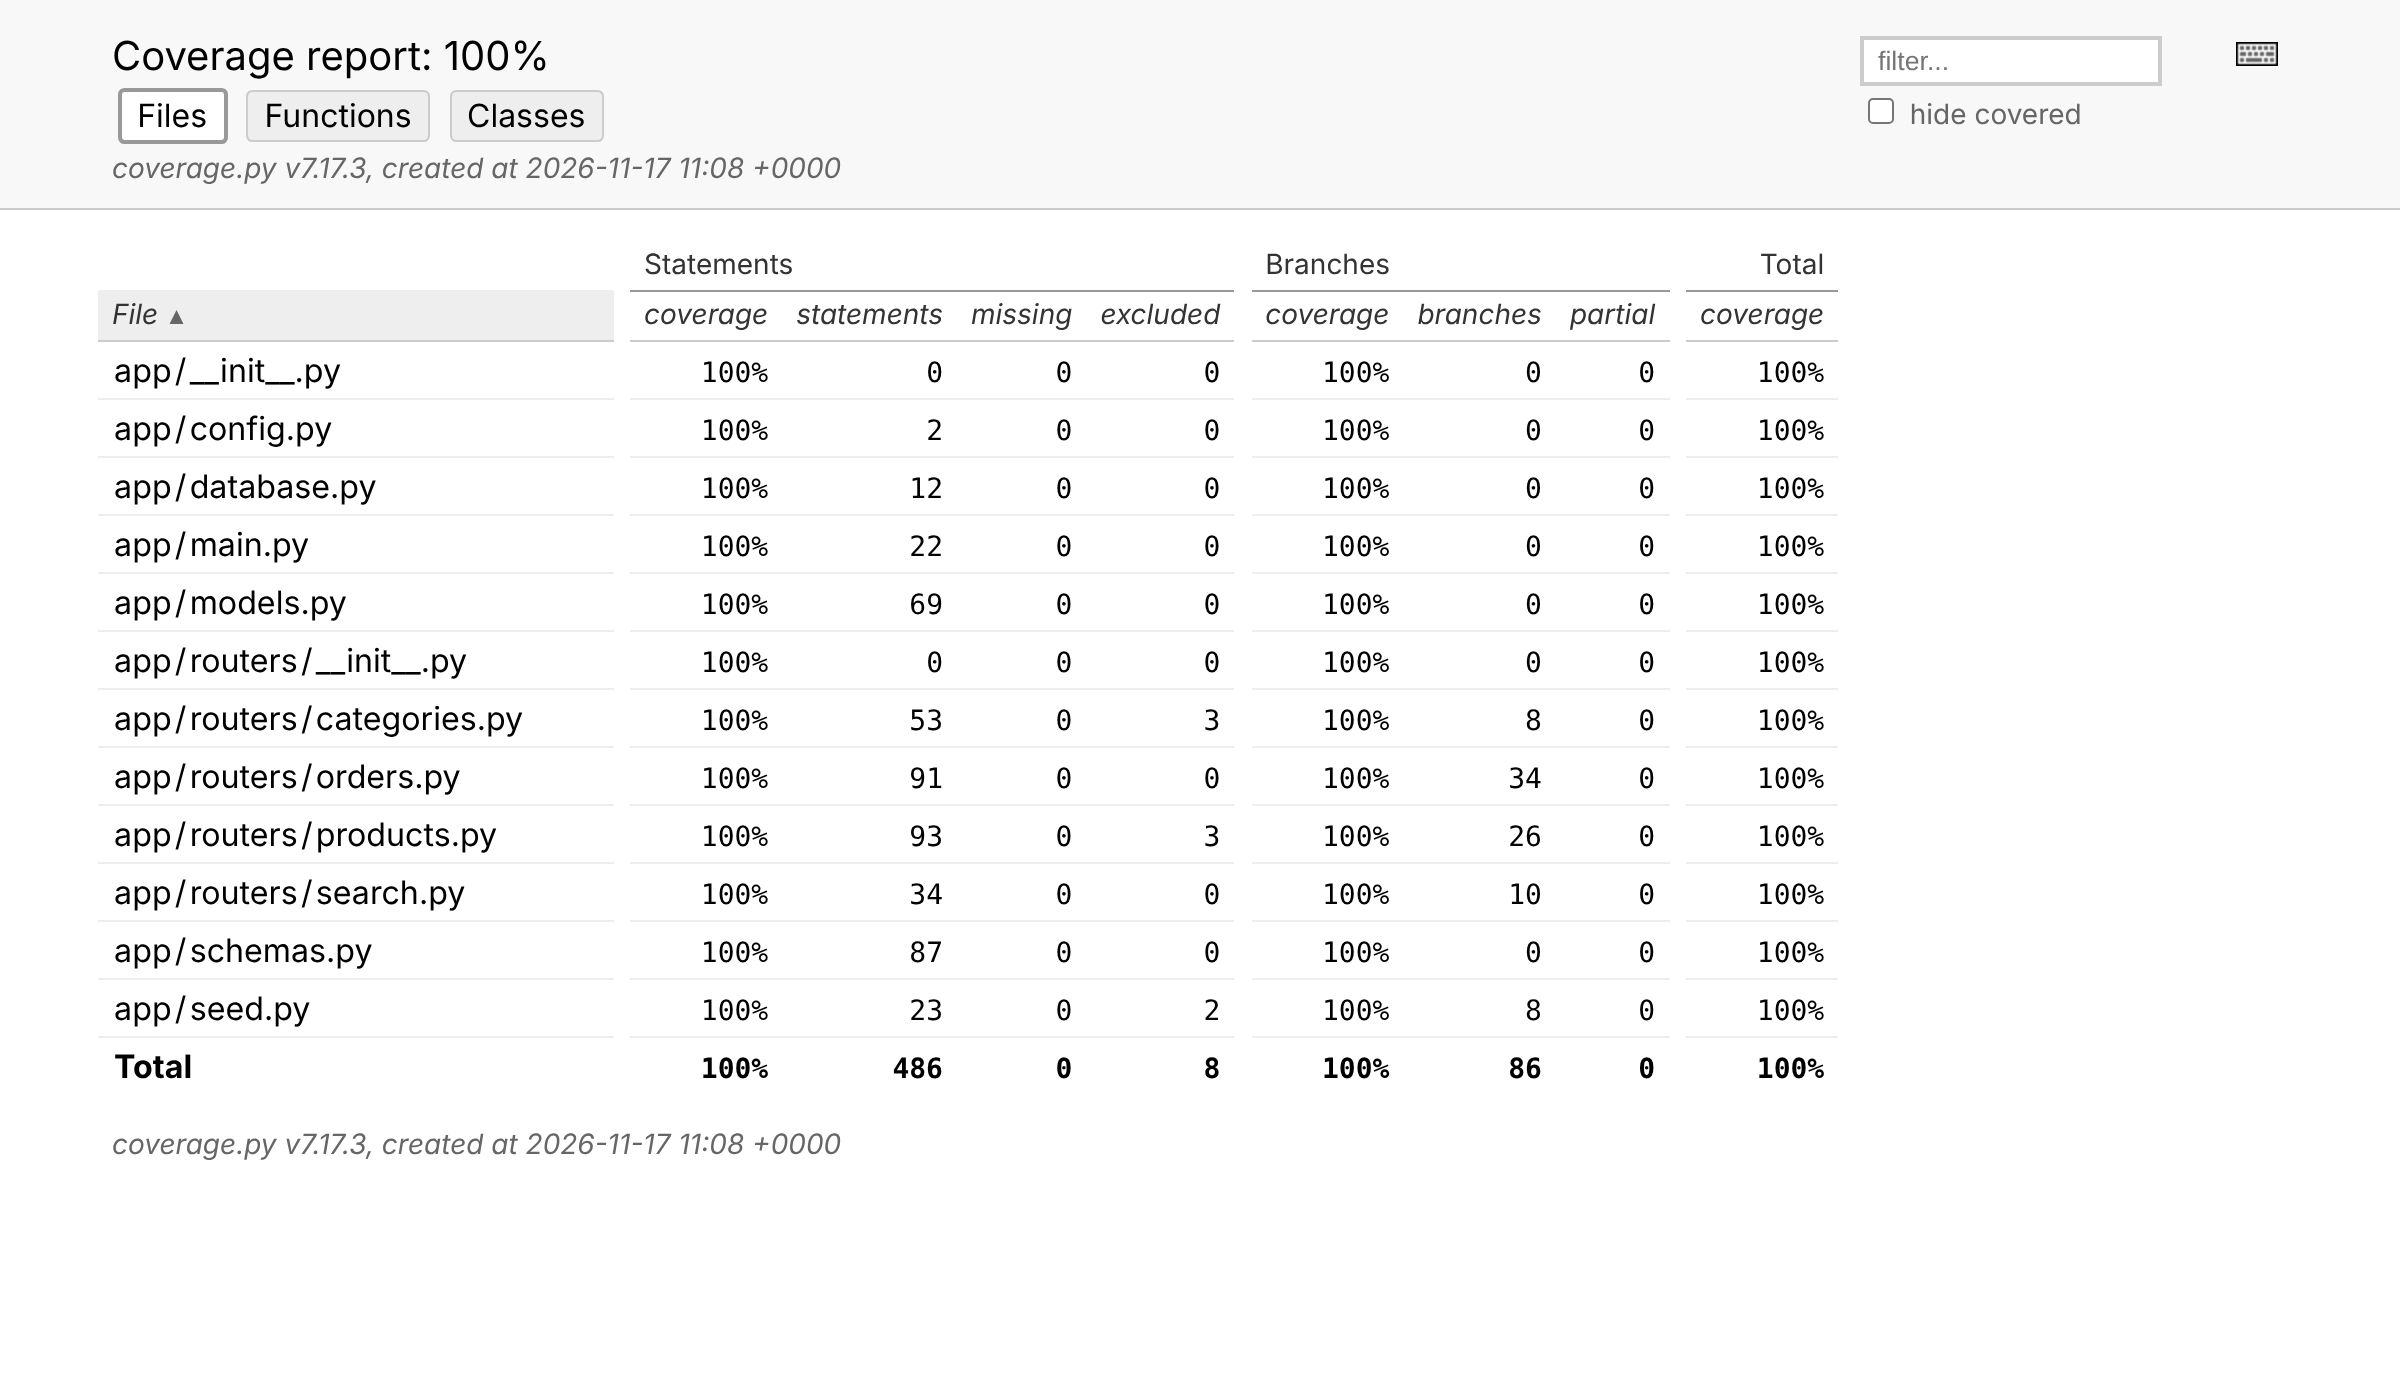 Coverage report: 100%
filter...
Files Functions Classes
hide covered
coverage.py v7.17.3, created at 2026-11-17 11:08 +0000
Statements Branches Total
File ▲ coverage statements missing excluded coverage branches partial coverage
app/__init__.py 100% 0 0 0 100% 0 0 100%
app/config.py 100% 2 0 0 100% 0 0 100%
app/database.py 100% 12 0 0 100% 0 0 100%
app/main.py 100% 22 0 0 100% 0 0 100%
app/models.py 100% 69 0 0 100% 0 0 100%
app/routers/__init__.py 100% 0 0 0 100% 0 0 100%
app/routers/categories.py 100% 53 0 3 100% 8 0 100%
app/routers/orders.py 100% 91 0 0 100% 34 0 100%
app/routers/products.py 100% 93 0 3 100% 26 0 100%
app/routers/search.py 100% 34 0 0 100% 10 0 100%
app/schemas.py 100% 87 0 0 100% 0 0 100%
app/seed.py 100% 23 0 2 100% 8 0 100%
Total 100% 486 0 8 100% 86 0 100%
coverage.py v7.17.3, created at 2026-11-17 11:08 +0000